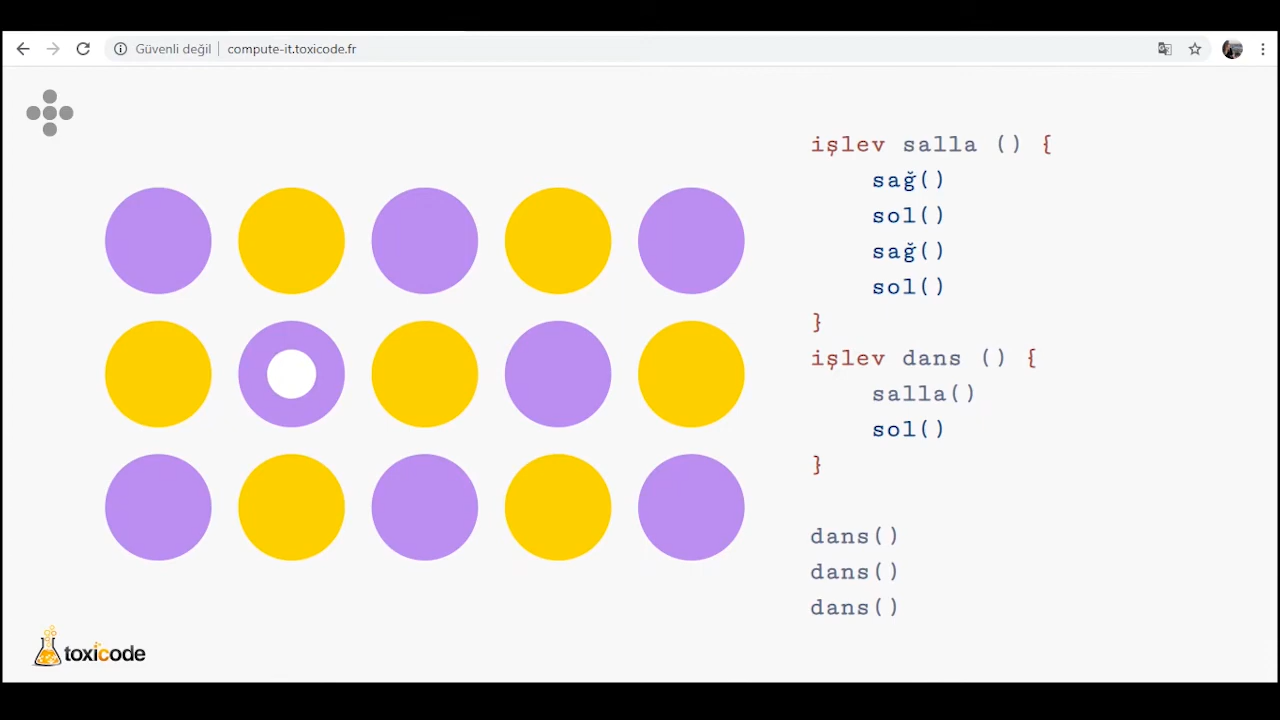 Güvenli değil compute-it.toxicode.fr
işlev salla () {
sağ()
sol()
sağ()
sol()
}
işlev dans () {
salla()
sol()
}
dans()
dans()
dans()
toxicode